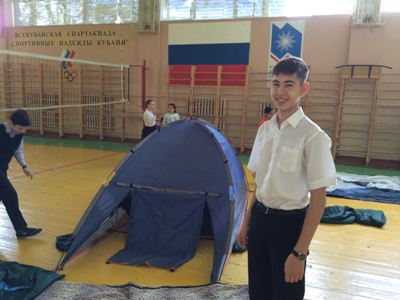 ВСЕКУБАНСКАЯ СПАРТАКИАДА
"СПОРТИВНЫЕ НАДЕЖДЫ КУБАНИ"